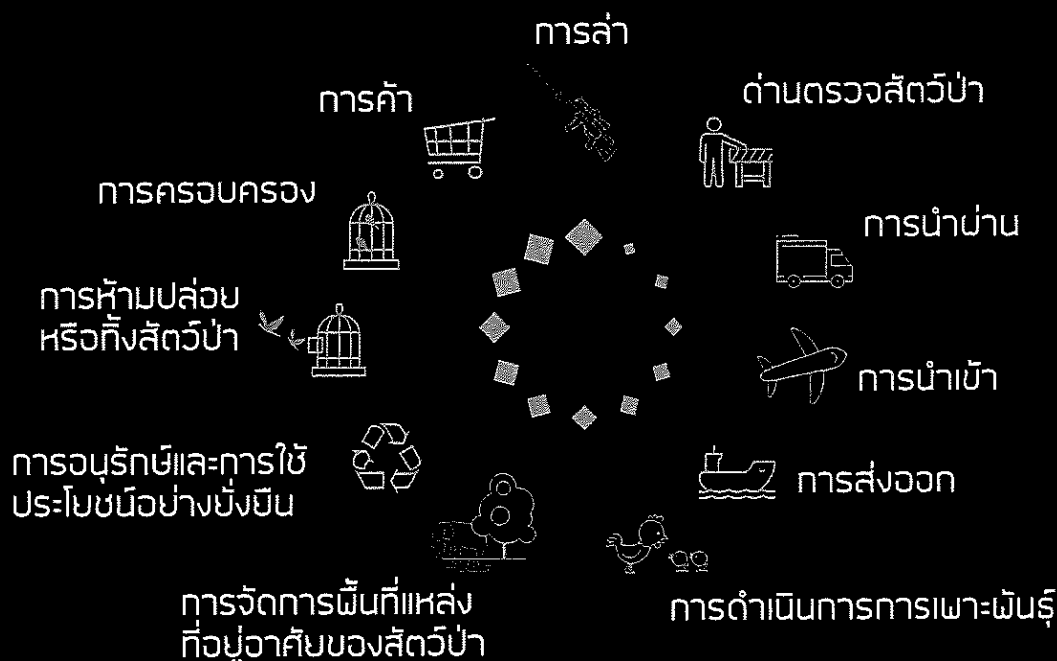 การล่า
ด่านตรวจสัตว์ป่า
การนำผ่าน
การนำเข้า
การส่งออก
การดำเนินการการเพาะพันธุ์
การจัดการพื้นที่แหล่ง
ที่อยู่อาศัยของสัตว์ป่า
การอนุรักษ์และการใช้
ประโยชน์อย่างยั่งยืน
การห้ามปล่อย
หรือทิ้งสัตว์ป่า
การครอบครอง
การค้า